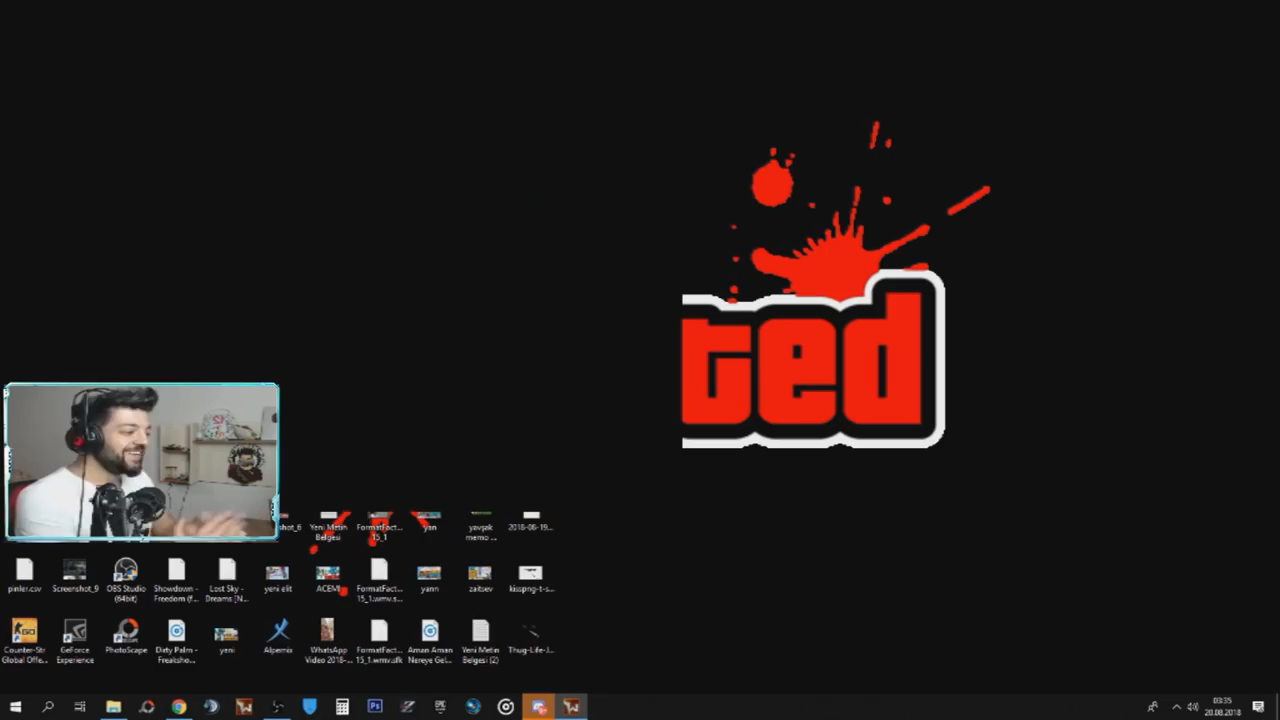 ted
shot_6 Yeni Metin Belgesi FormatFact... 15_1 yan yavşak memo ... 2018-06-19...
pinler.csv Screenshot_9 OBS Studio (64bit) Showdown - Freedom (f... Lost Sky - Dreams [N... yeni elit ACEMI FormatFact... 15_1.wmv.s... yann zaitsev kisspng-t-s...
Counter-Str Global Offe... GeForce Experience PhotoScape Dirty Palm - Freaksho... yeni Alpemix WhatsApp Video 2018-... FormatFact... 15_1.wmv.sfk Aman Aman Nereye Gel... Yeni Metin Belgesi (2) Thug-Life-J...
03:35
20.08.2018